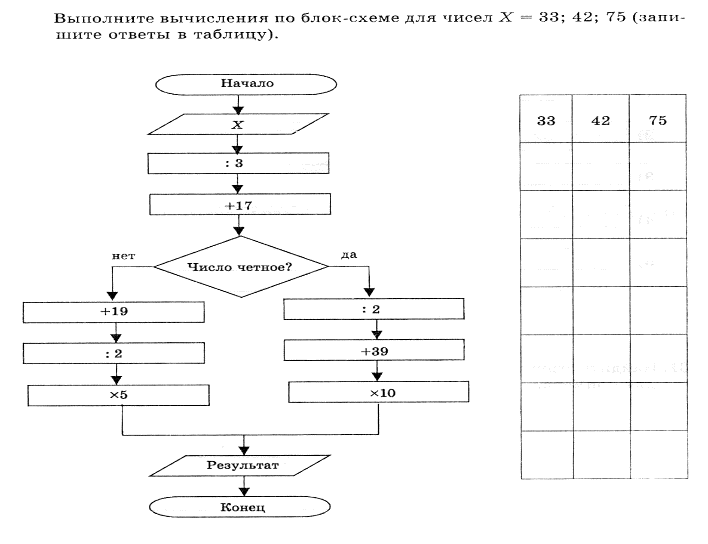 Выполните вычисления по блок-схеме для чисел X = 33; 42; 75 (запи-
шите ответы в таблицу).
Начало
X
: 3
+17
Число четное?
нет
да
+19
: 2
×5
: 2
+39
×10
Результат
Конец
33 42 75